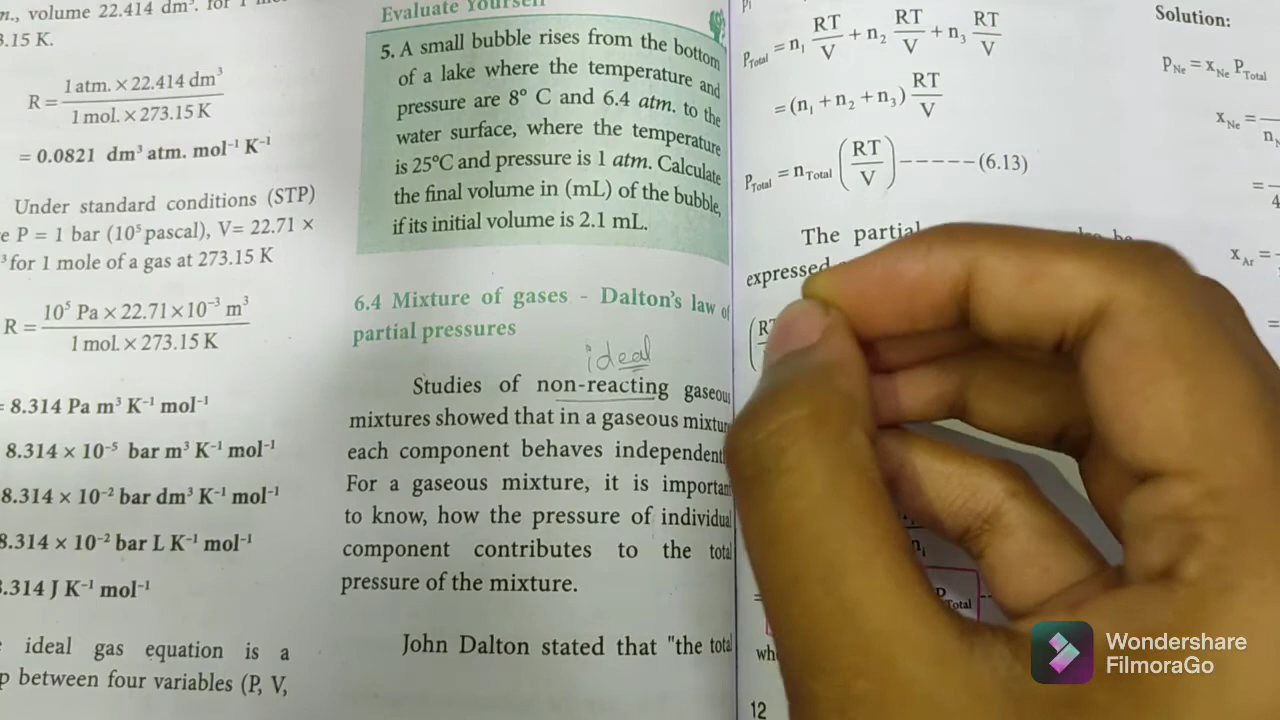 n., volume 22.414 dm³. for 1
3.15 K.
R = 1 atm. × 22.414 dm³ / 1 mol. × 273.15 K
= 0.0821 dm³ atm. mol⁻¹ K⁻¹
Under standard conditions (STP)
P = 1 bar (10⁵ pascal), V= 22.71 ×
³ for 1 mole of a gas at 273.15 K
R = 10⁵ Pa × 22.71 × 10⁻³ m³ / 1 mol. × 273.15 K
= 8.314 Pa m³ K⁻¹ mol⁻¹
8.314 × 10⁻⁵ bar m³ K⁻¹ mol⁻¹
8.314 × 10⁻² bar dm³ K⁻¹ mol⁻¹
8.314 × 10⁻² bar L K⁻¹ mol⁻¹
8.314 J K⁻¹ mol⁻¹
ideal gas equation is a
p between four variables (P, V,
Evaluate Yourself
5. A small bubble rises from the bottom
of a lake where the temperature and
pressure are 8° C and 6.4 atm. to the
water surface, where the temperature
is 25°C and pressure is 1 atm. Calculate
the final volume in (mL) of the bubble,
if its initial volume is 2.1 mL.
6.4 Mixture of gases - Dalton's law of
partial pressures
ideal
Studies of non-reacting gaseous
mixtures showed that in a gaseous mixtur
each component behaves independent
For a gaseous mixture, it is importan
to know, how the pressure of individual
component contributes to the total
pressure of the mixture.
John Dalton stated that "the total
P_Total = n₁ RT/V + n₂ RT/V + n₃ RT/V
= (n₁ + n₂ + n₃) RT/V
P_Total = n_Total (RT/V) -----(6.13)
The partial be
expressed
(RT
nᵢ
P_Total --
wh
12
Solution:
P_Ne = x_Ne P_Total
x_Ne =
n
=
4
x_Ar =
=
Wondershare
FilmoraGo